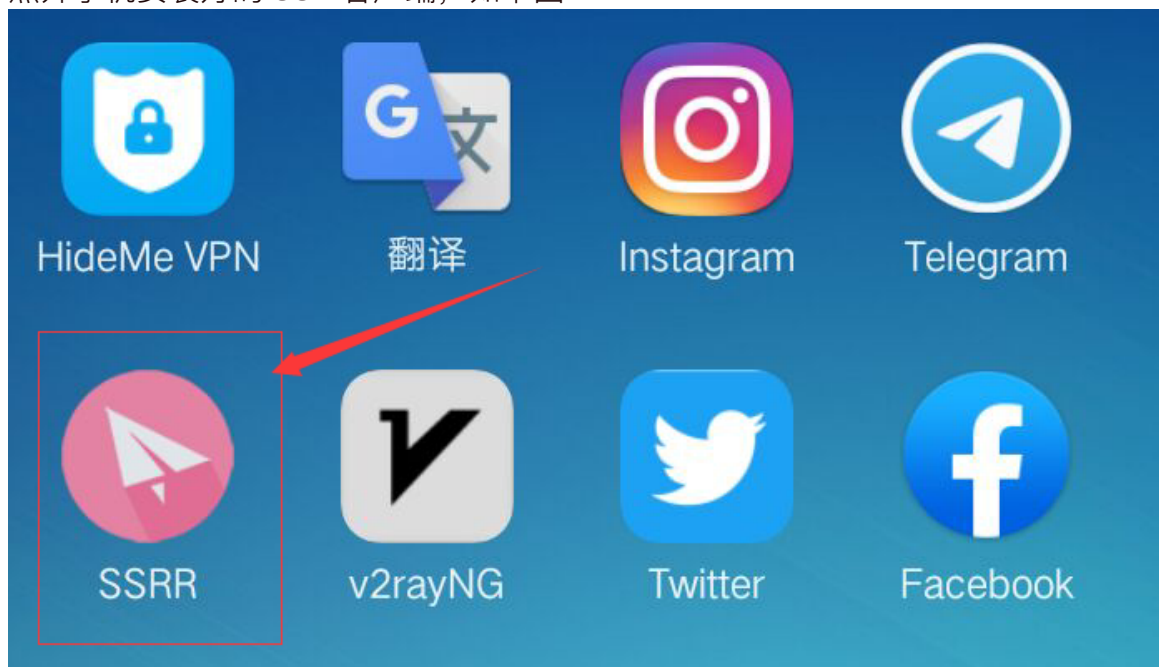 HideMe VPN
翻译
Instagram
Telegram
SSRR
v2rayNG
Twitter
Facebook